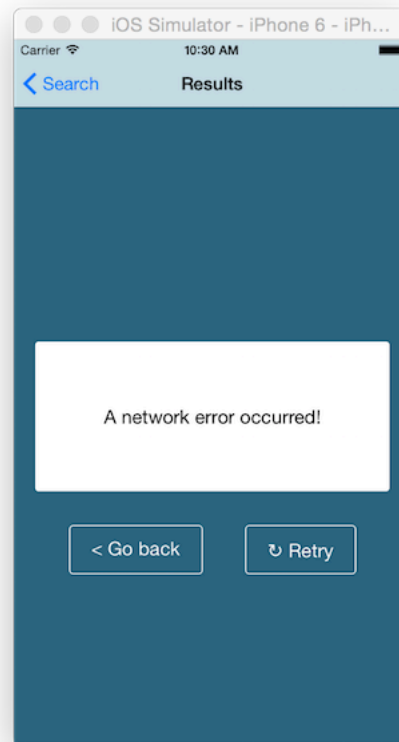 iOS Simulator - iPhone 6 - iPh...
Carrier 10:30 AM
< Search Results
A network error occurred!
< Go back ↻ Retry